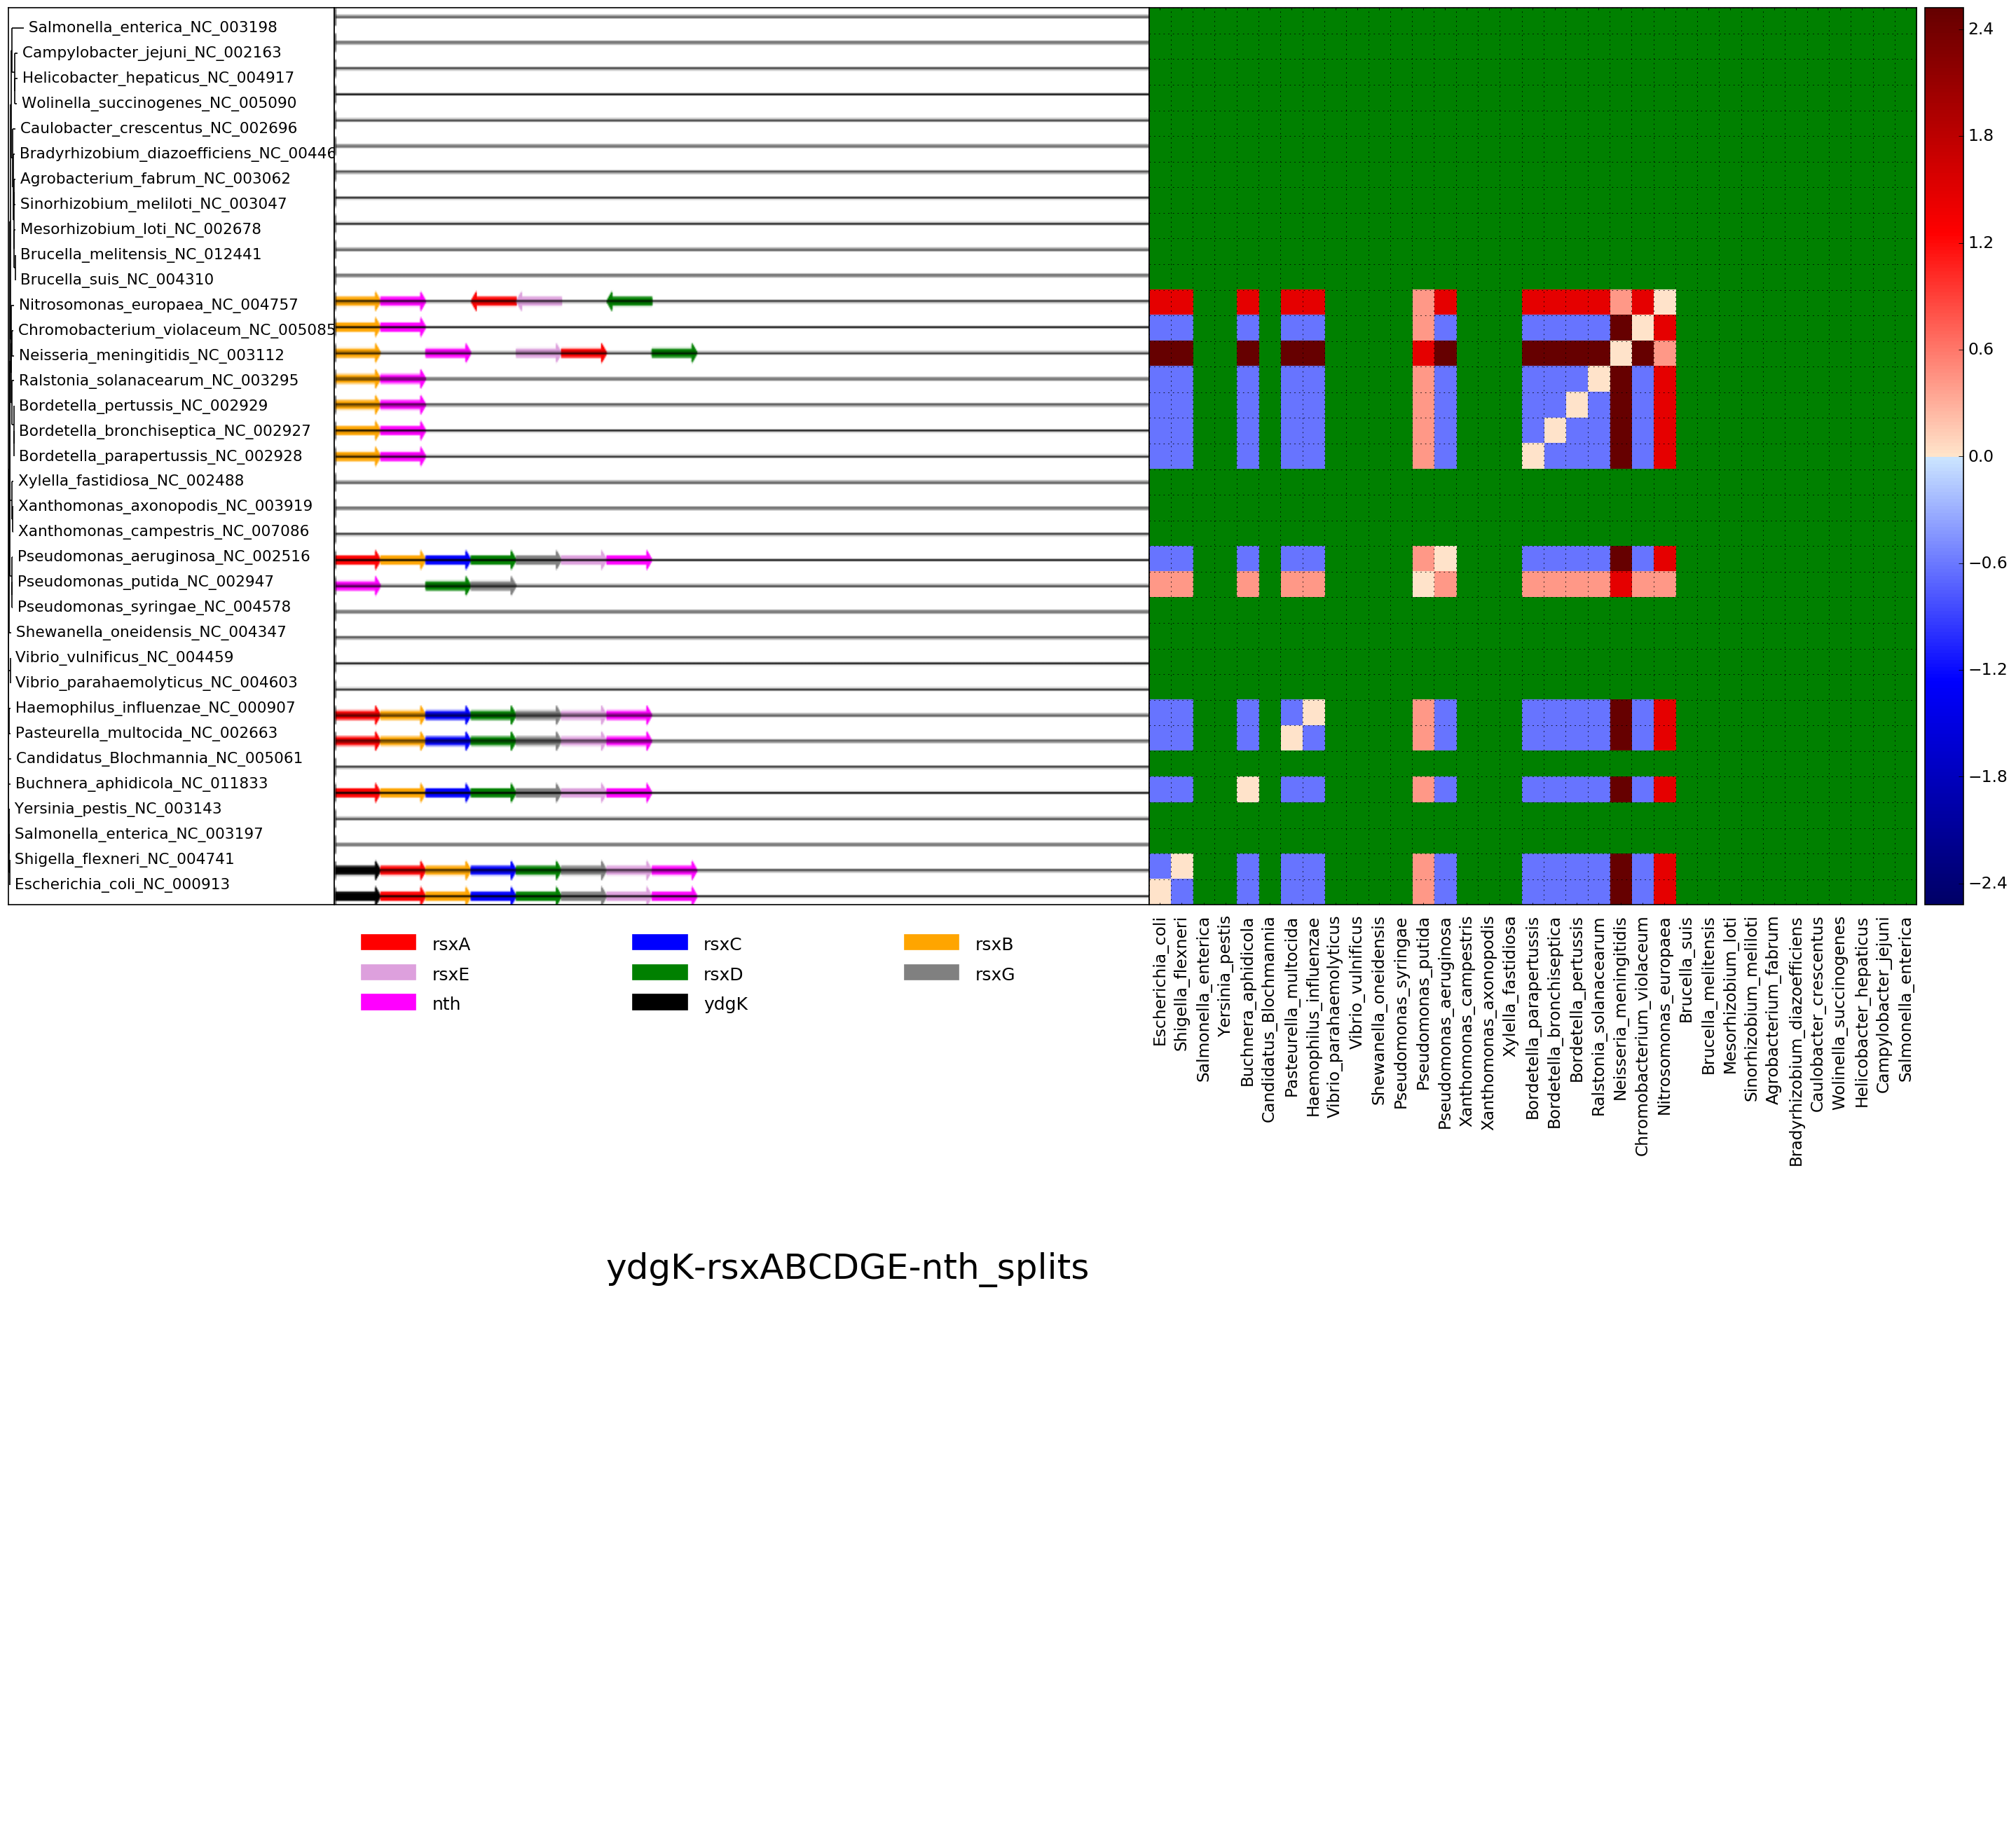 Salmonella_enterica_NC_003198
Campylobacter_jejuni_NC_002163
Helicobacter_hepaticus_NC_004917
Wolinella_succinogenes_NC_005090
Caulobacter_crescentus_NC_002696
Bradyrhizobium_diazoefficiens_NC_00446
Agrobacterium_fabrum_NC_003062
Sinorhizobium_meliloti_NC_003047
Mesorhizobium_loti_NC_002678
Brucella_melitensis_NC_012441
Brucella_suis_NC_004310
Nitrosomonas_europaea_NC_004757
Chromobacterium_violaceum_NC_005085
Neisseria_meningitidis_NC_003112
Ralstonia_solanacearum_NC_003295
Bordetella_pertussis_NC_002929
Bordetella_bronchiseptica_NC_002927
Bordetella_parapertussis_NC_002928
Xylella_fastidiosa_NC_002488
Xanthomonas_axonopodis_NC_003919
Xanthomonas_campestris_NC_007086
Pseudomonas_aeruginosa_NC_002516
Pseudomonas_putida_NC_002947
Pseudomonas_syringae_NC_004578
Shewanella_oneidensis_NC_004347
Vibrio_vulnificus_NC_004459
Vibrio_parahaemolyticus_NC_004603
Haemophilus_influenzae_NC_000907
Pasteurella_multocida_NC_002663
Candidatus_Blochmannia_NC_005061
Buchnera_aphidicola_NC_011833
Yersinia_pestis_NC_003143
Salmonella_enterica_NC_003197
Shigella_flexneri_NC_004741
Escherichia_coli_NC_000913
2.4
1.8
1.2
0.6
0.0
−0.6
−1.2
−1.8
−2.4
Escherichia_coli
Shigella_flexneri
Salmonella_enterica
Yersinia_pestis
Buchnera_aphidicola
Candidatus_Blochmannia
Pasteurella_multocida
Haemophilus_influenzae
Vibrio_parahaemolyticus
Vibrio_vulnificus
Shewanella_oneidensis
Pseudomonas_syringae
Pseudomonas_putida
Pseudomonas_aeruginosa
Xanthomonas_campestris
Xanthomonas_axonopodis
Xylella_fastidiosa
Bordetella_parapertussis
Bordetella_bronchiseptica
Bordetella_pertussis
Ralstonia_solanacearum
Neisseria_meningitidis
Chromobacterium_violaceum
Nitrosomonas_europaea
Brucella_suis
Brucella_melitensis
Mesorhizobium_loti
Sinorhizobium_meliloti
Agrobacterium_fabrum
Bradyrhizobium_diazoefficiens
Caulobacter_crescentus
Wolinella_succinogenes
Helicobacter_hepaticus
Campylobacter_jejuni
Salmonella_enterica
rsxA rsxC rsxB
rsxE rsxD rsxG
nth ydgK
ydgK-rsxABCDGE-nth_splits